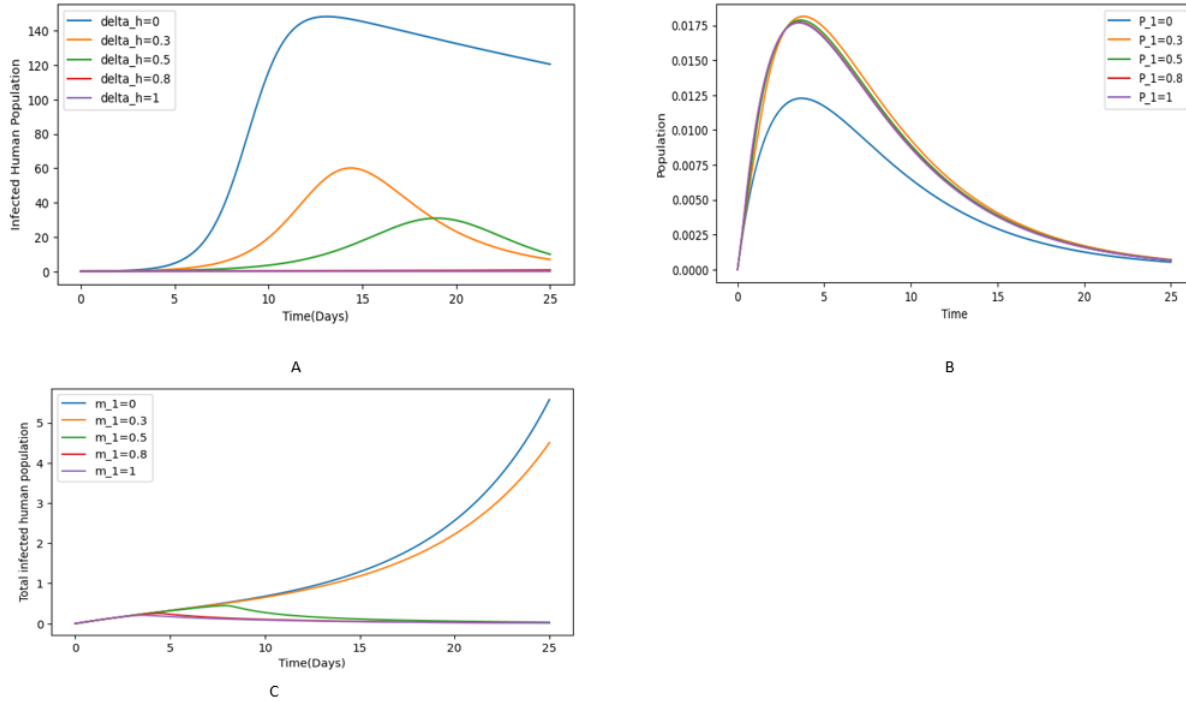 Infected Human Population
140
120
100
80
60
40
20
0
delta_h=0
delta_h=0.3
delta_h=0.5
delta_h=0.8
delta_h=1
0 5 10 15 20 25
Time(Days)
A
Population
0.0175
0.0150
0.0125
0.0100
0.0075
0.0050
0.0025
0.0000
P_1=0
P_1=0.3
P_1=0.5
P_1=0.8
P_1=1
0 5 10 15 20 25
Time
B
Total infected human population
5
4
3
2
1
0
m_1=0
m_1=0.3
m_1=0.5
m_1=0.8
m_1=1
0 5 10 15 20 25
Time(Days)
C